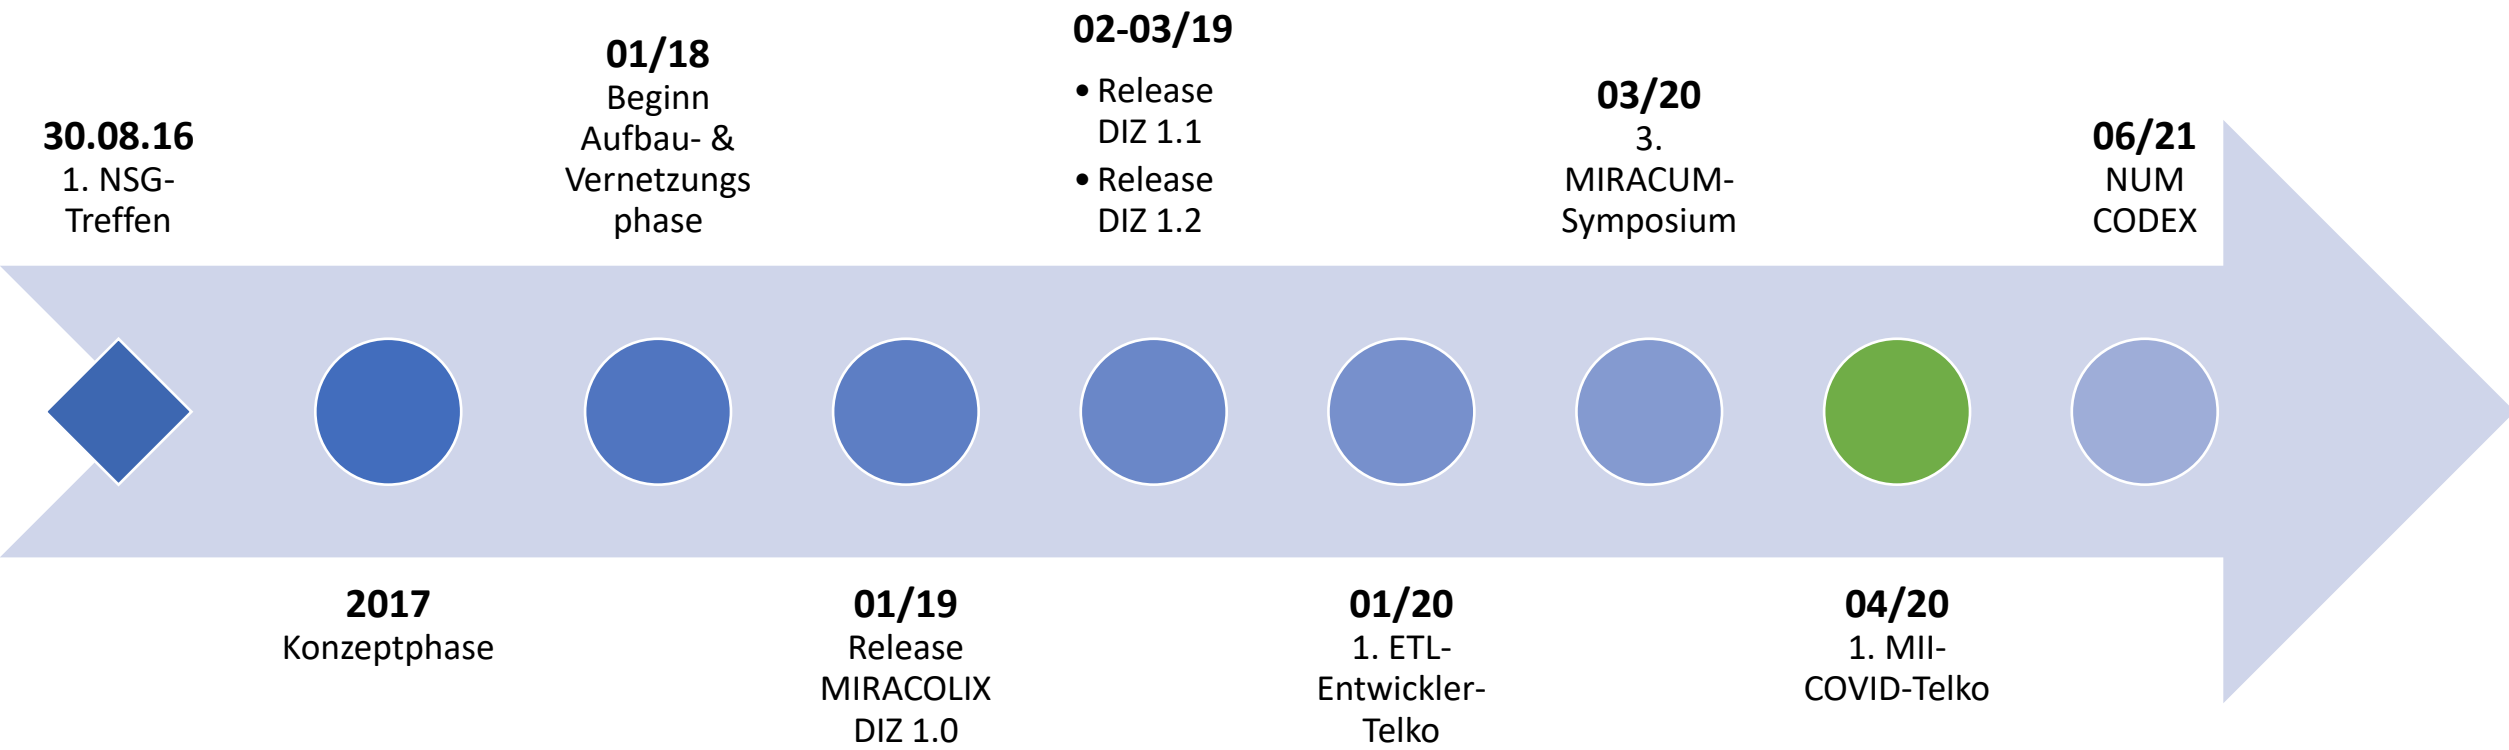 30.08.16
1. NSG-
Treffen
2017
Konzeptphase
01/18
Beginn
Aufbau- &
Vernetzungs
phase
01/19
Release
MIRACOLIX
DIZ 1.0
02-03/19
• Release
DIZ 1.1
• Release
DIZ 1.2
01/20
1. ETL-
Entwickler-
Telko
03/20
3.
MIRACUM-
Symposium
04/20
1. MII-
COVID-Telko
06/21
NUM
CODEX